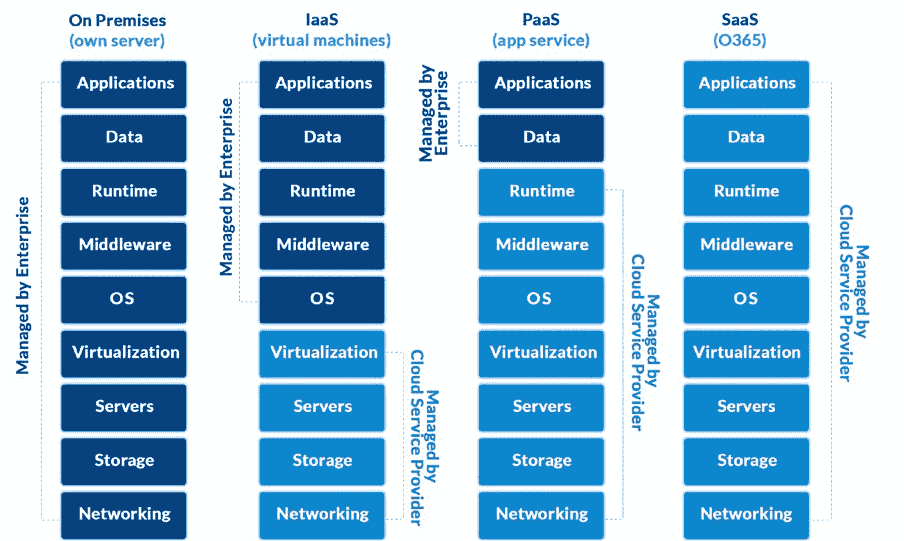 On Premises
(own server)
Applications
Data
Runtime
Middleware
OS
Virtualization
Servers
Storage
Networking
Managed by Enterprise
IaaS
(virtual machines)
Applications
Data
Runtime
Middleware
OS
Virtualization
Servers
Storage
Networking
Managed by Enterprise
Managed by
Cloud Service Provider
PaaS
(app service)
Applications
Data
Runtime
Middleware
OS
Virtualization
Servers
Storage
Networking
Managed by
Enterprise
Managed by
Cloud Service Provider
SaaS
(O365)
Applications
Data
Runtime
Middleware
OS
Virtualization
Servers
Storage
Networking
Managed by
Cloud Service Provider